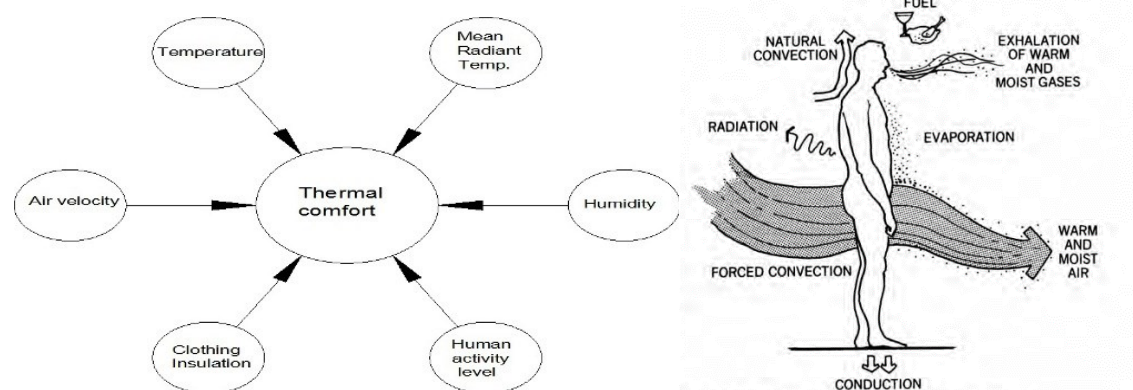 Temperature
Mean
Radiant
Temp.
Air velocity
Thermal
comfort
Humidity
Clothing
Insulation
Human
activity
level
FUEL
NATURAL
CONVECTION
EXHALATION
OF WARM
AND
MOIST GASES
RADIATION
EVAPORATION
FORCED CONVECTION
WARM
AND
MOIST
AIR
CONDUCTION